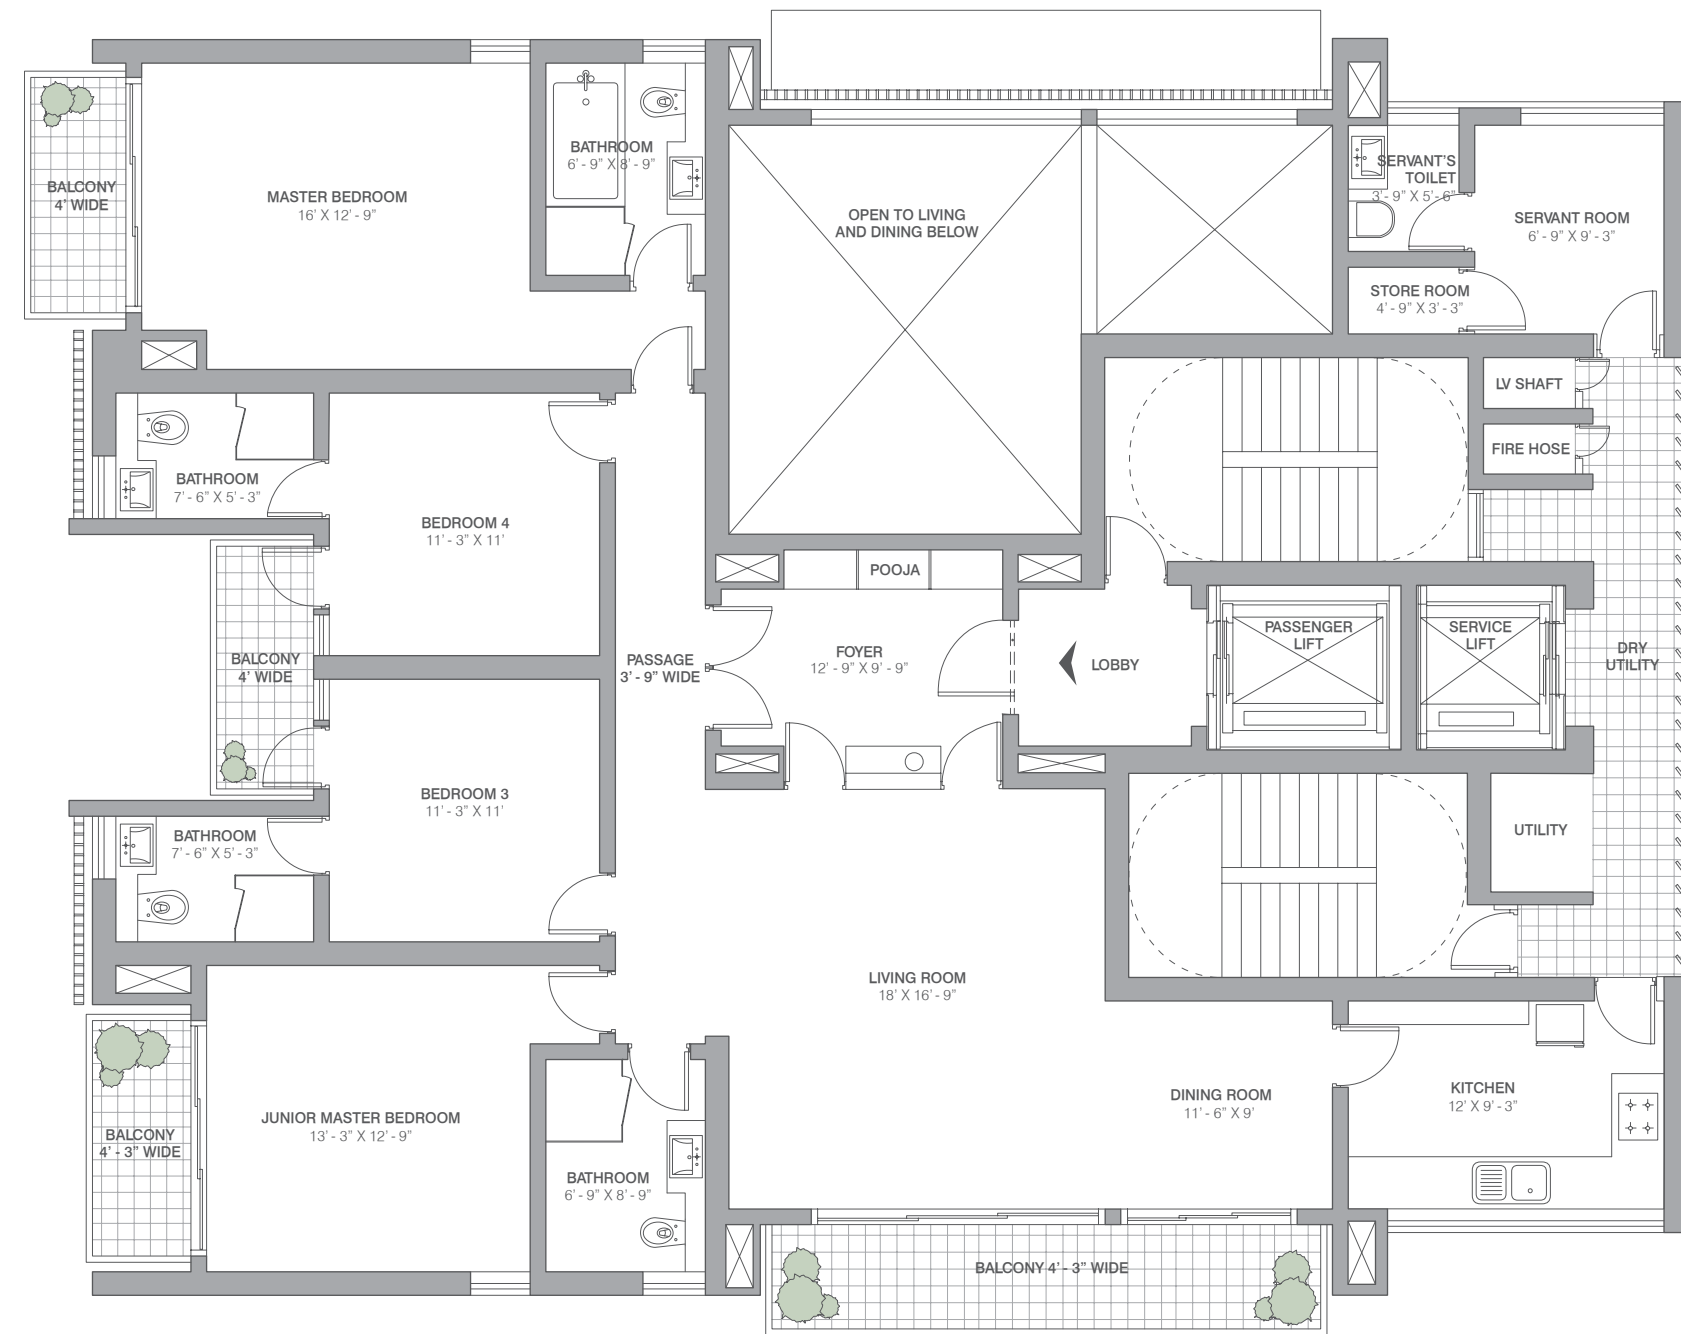 BALCONY
4’ WIDE
MASTER BEDROOM
16’ X 12’ - 9”
BATHROOM
6’ - 9” X 8’ - 9”
OPEN TO LIVING
AND DINING BELOW
SERVANT’S
TOILET
3’ - 9” X 5’ - 6”
SERVANT ROOM
6’ - 9” X 9’ - 3”
STORE ROOM
4’ - 9” X 3’ - 3”
LV SHAFT
FIRE HOSE
BATHROOM
7’ - 6” X 5’ - 3”
BEDROOM 4
11’ - 3” X 11’
POOJA
BALCONY
4’ WIDE
PASSAGE
3’ - 9” WIDE
FOYER
12’ - 9” X 9’ - 9”
LOBBY
PASSENGER
LIFT
SERVICE
LIFT
DRY
UTILITY
BEDROOM 3
11’ - 3” X 11’
BATHROOM
7’ - 6” X 5’ - 3”
UTILITY
LIVING ROOM
18’ X 16’ - 9”
JUNIOR MASTER BEDROOM
13’ - 3” X 12’ - 9”
BALCONY
4’ - 3” WIDE
BATHROOM
6’ - 9” X 8’ - 9”
DINING ROOM
11’ - 6” X 9’
KITCHEN
12’ X 9’ - 3”
BALCONY 4’ - 3” WIDE